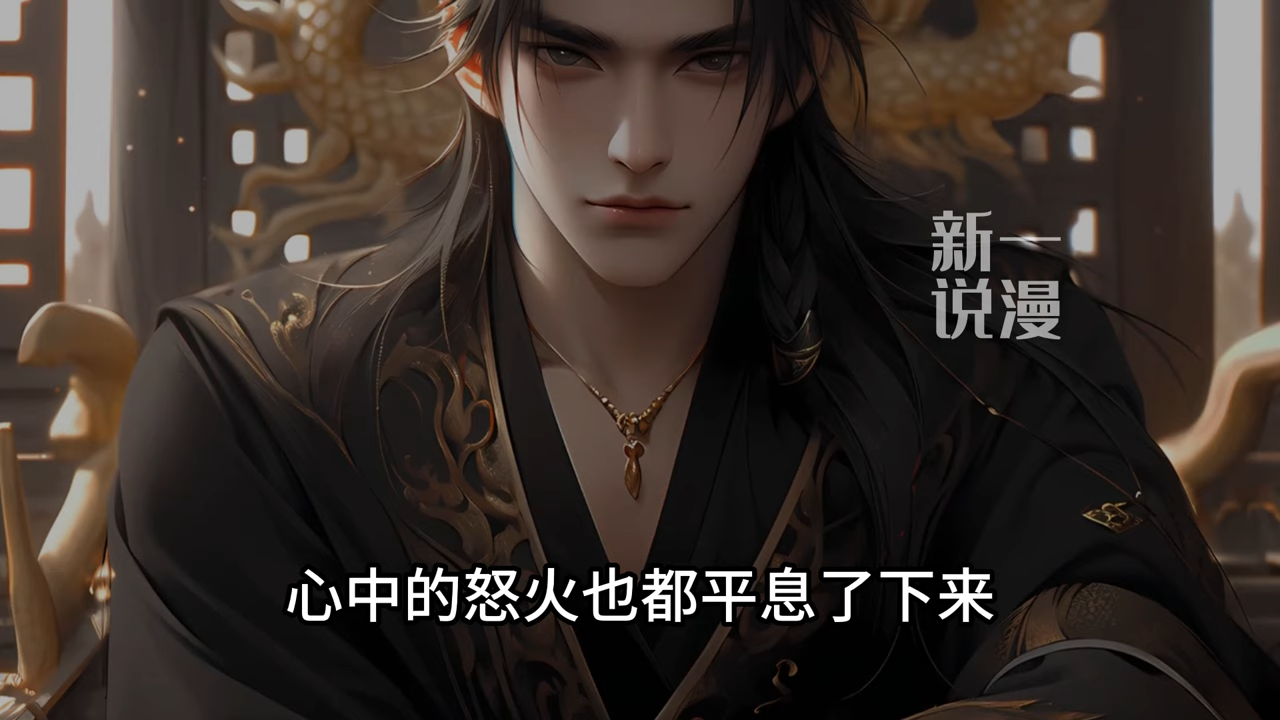 新一
说漫
心中的怒火也都平息了下来